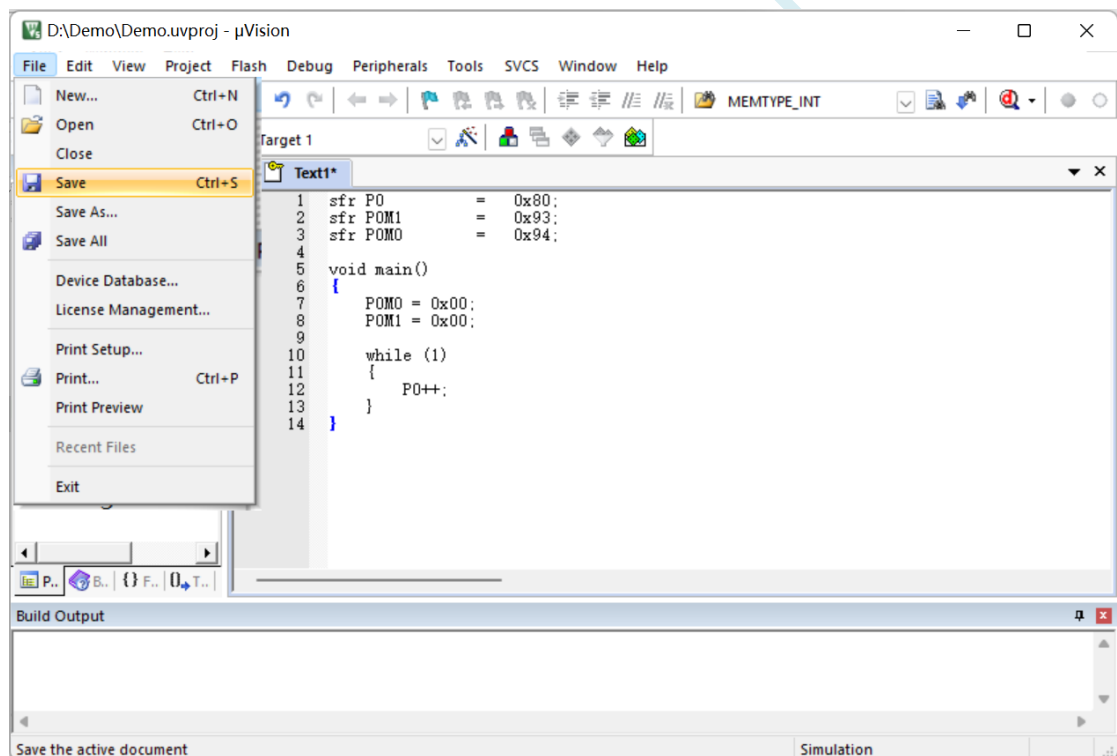 D:\Demo\Demo.uvproj - µVision
File Edit View Project Flash Debug Peripherals Tools SVCS Window Help
New... Ctrl+N
Open Ctrl+O
Close
Save Ctrl+S
Save As...
Save All
Device Database...
License Management...
Print Setup...
Print... Ctrl+P
Print Preview
Recent Files
Exit
MEMTYPE_INT
Target 1
Text1*
1 sfr P0 = 0x80;
2 sfr P0M1 = 0x93;
3 sfr P0M0 = 0x94;
4
5 void main()
6 {
7 P0M0 = 0x00;
8 P0M1 = 0x00;
9
10 while (1)
11 {
12 P0++;
13 }
14 }
P.. B.. {} F.. T..
Build Output
Save the active document Simulation